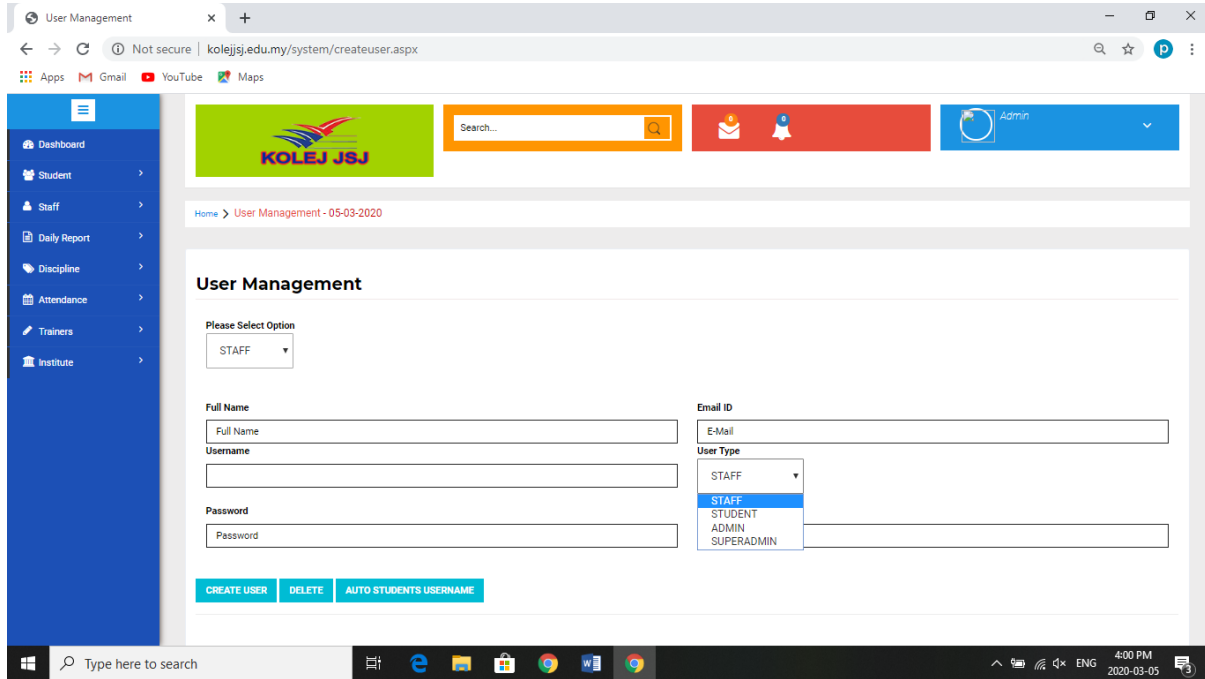 User Management
Not secure | kolejjsj.edu.my/system/createuser.aspx
p
Apps Gmail YouTube Maps
KOLEJ JSJ
Search...
0
0
Admin
Dashboard
Student
Staff
Daily Report
Discipline
Attendance
Trainers
Institute
Home User Management - 05-03-2020
User Management
Please Select Option
STAFF
Full Name
Email ID
Full Name
E-Mail
Username
User Type
STAFF
STAFF
STUDENT
ADMIN
SUPERADMIN
Password
Password
CREATE USER DELETE AUTO STUDENTS USERNAME
Type here to search
ENG
4:00 PM
2020-03-05
3